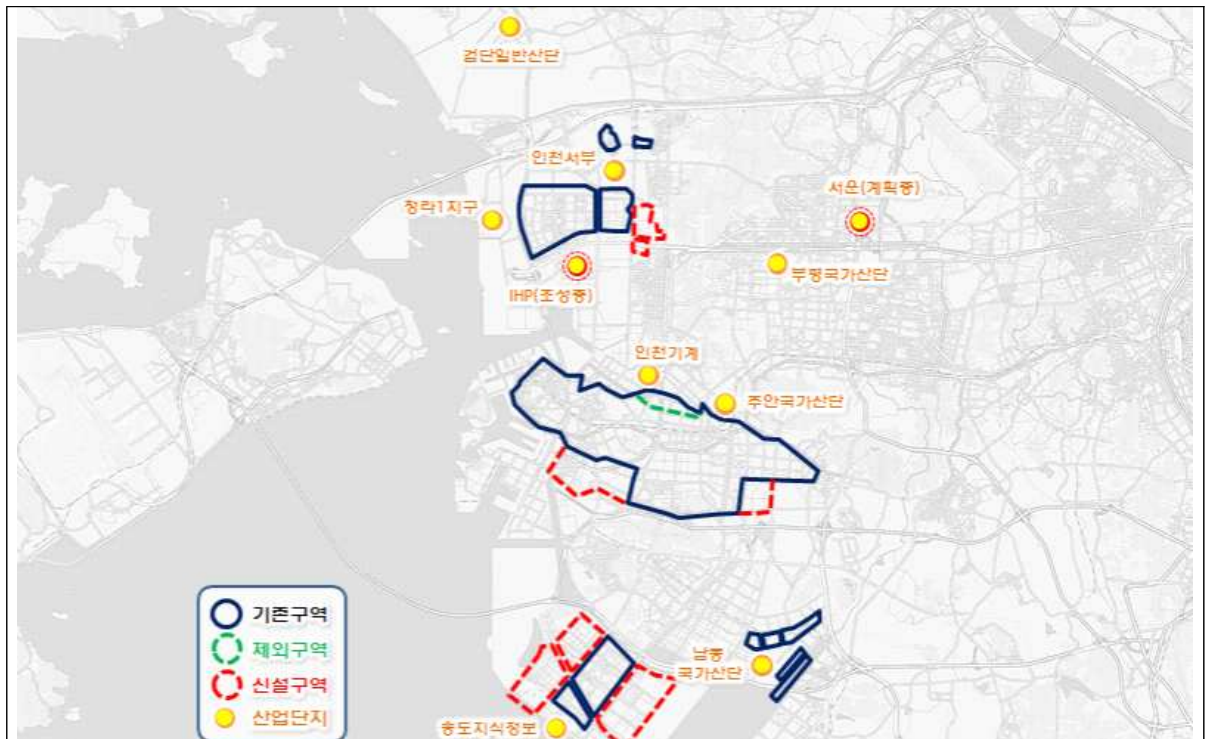 검단일반산단
인천서부
청라1지구
서운(계획중)
부평국가산단
IHP(조성중)
인천기계
주안국가산단
기존구역
제외구역
신설구역
산업단지
남동
국가산단
송도지식정보